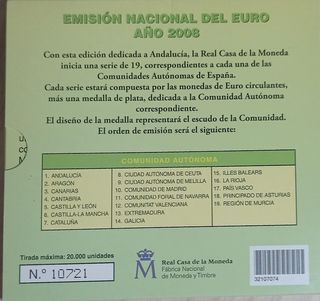 EMISIÓN NACIONAL DEL EURO
AÑO 2008
Con esta edición dedicada a Andalucía, la Real Casa de la Moneda
inicia una serie de 19, correspondientes a cada una de las
Comunidades Autónomas de España.
Cada serie estará compuesta por las monedas de Euro circulantes,
más una medalla de plata, dedicada a la Comunidad Autónoma
correspondiente.
El diseño de la medalla representará el escudo de la Comunidad.
El orden de emisión será el siguiente:
COMUNIDAD AUTÓNOMA
1. ANDALUCÍA
2. ARAGÓN
3. CANARIAS
4. CANTABRIA
5. CASTILLA Y LEÓN
6. CASTILLA-LA MANCHA
7. CATALUÑA
8. CIUDAD AUTÓNOMA DE CEUTA
9. CIUDAD AUTÓNOMA DE MELILLA
10. COMUNIDAD DE MADRID
11. COMUNIDAD FORAL DE NAVARRA
12. COMUNITAT VALENCIANA
13. EXTREMADURA
14. GALICIA
15. ILLES BALEARS
16. LA RIOJA
17. PAÍS VASCO
18. PRINCIPADO DE ASTURIAS
19. REGIÓN DE MURCIA
Tirada máxima: 20.000 unidades
N.º 10721
M
Real Casa de la Moneda
Fábrica Nacional
de Moneda y Timbre
32107074